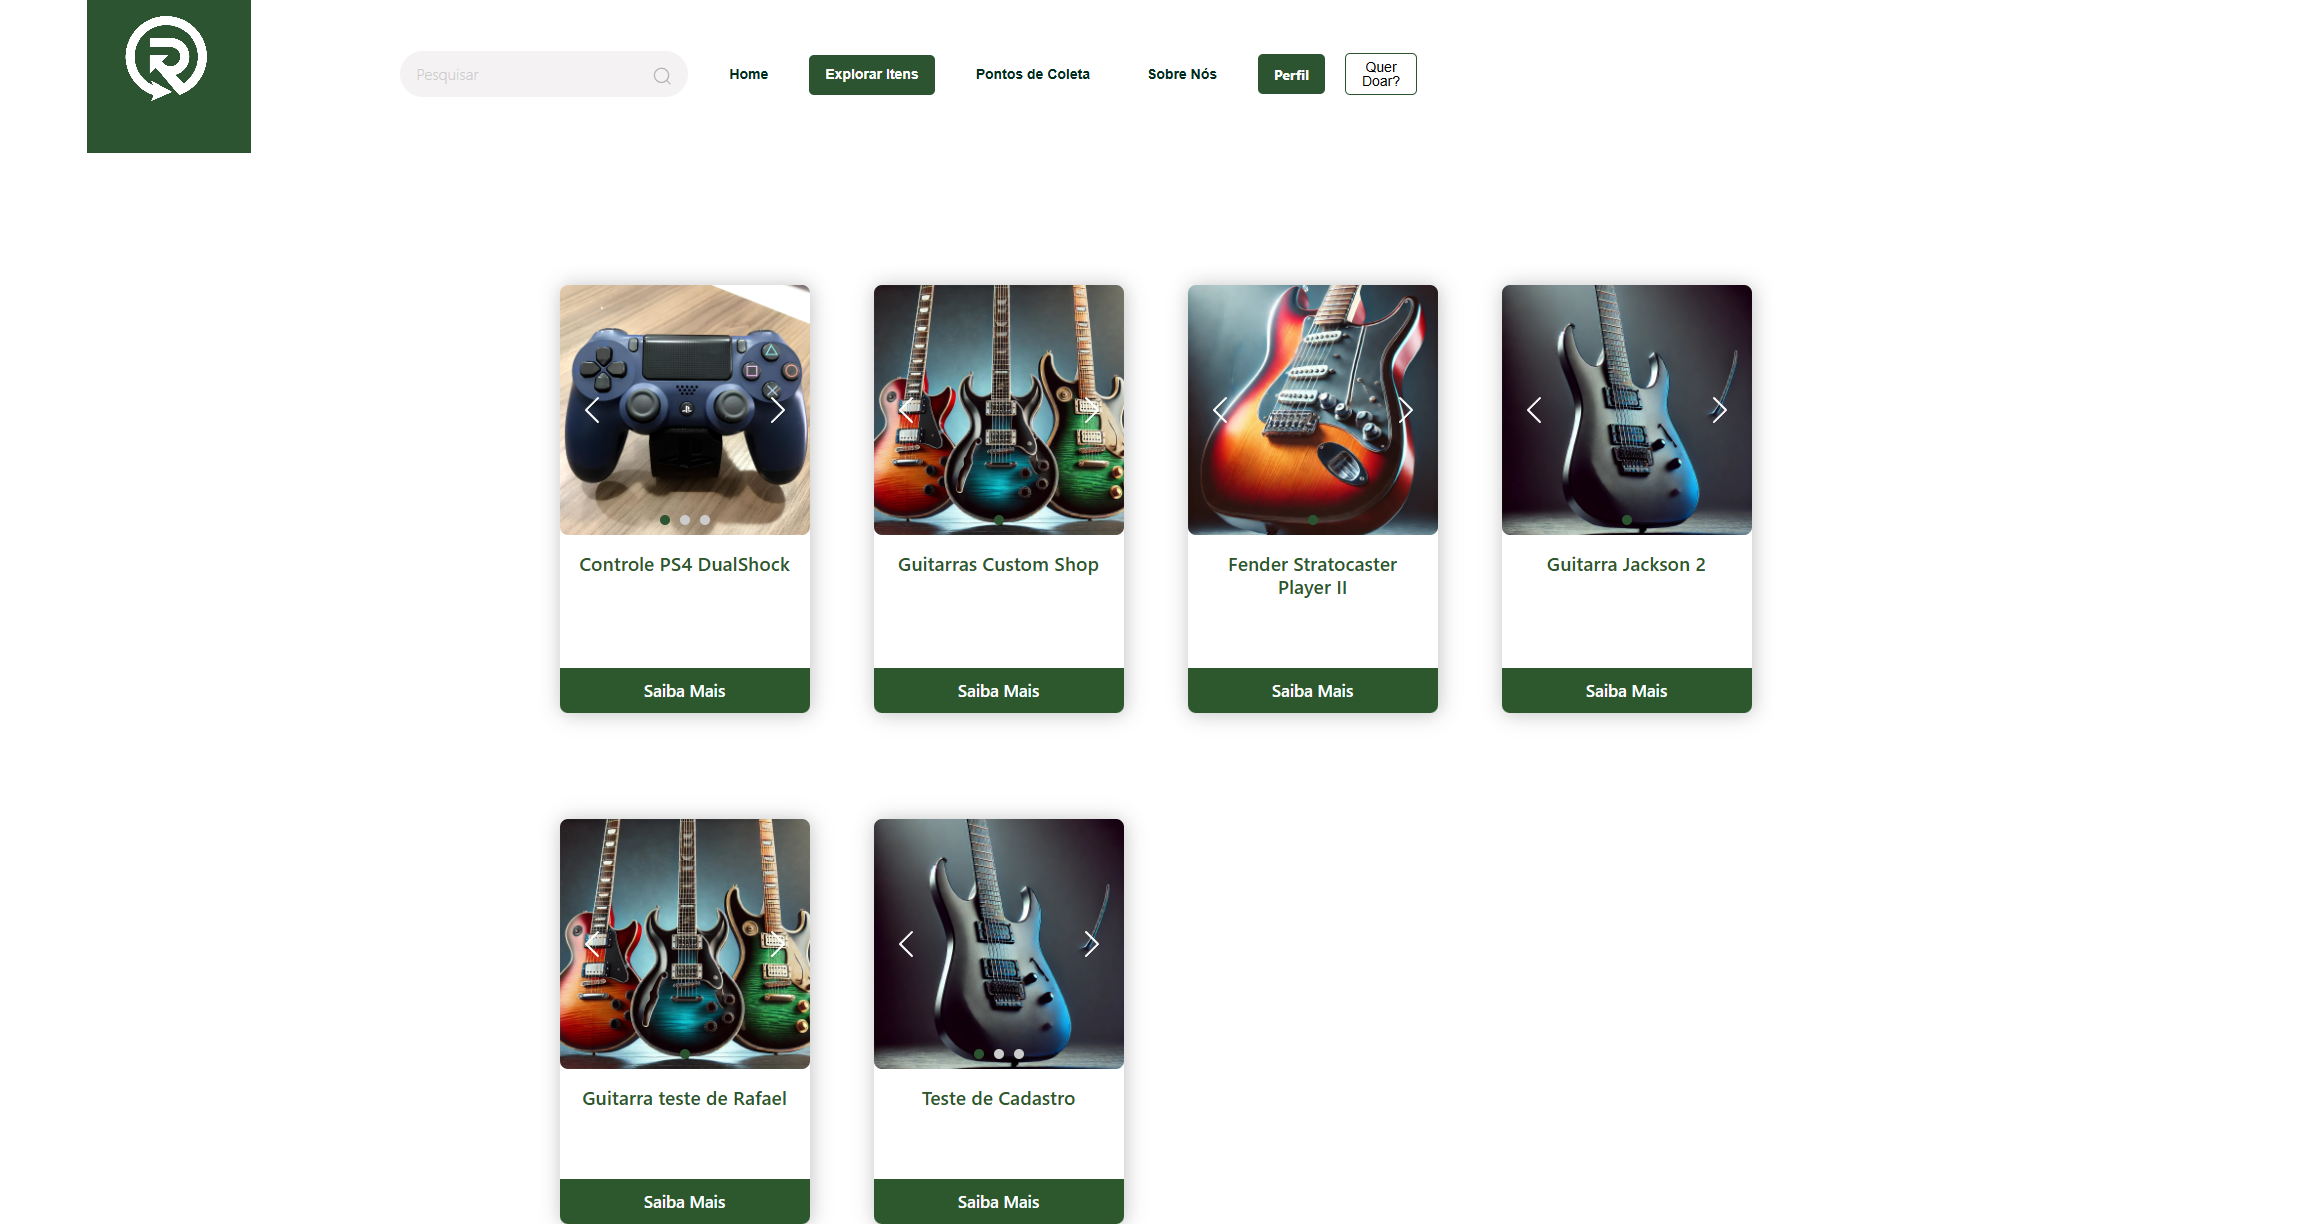 Pesquisar
Home
Explorar Itens
Pontos de Coleta
Sobre Nós
Perfil
Quer
Doar?
Controle PS4 DualShock
Guitarras Custom Shop
Fender Stratocaster
Player II
Guitarra Jackson 2
Saiba Mais
Saiba Mais
Saiba Mais
Saiba Mais
Guitarra teste de Rafael
Teste de Cadastro
Saiba Mais
Saiba Mais